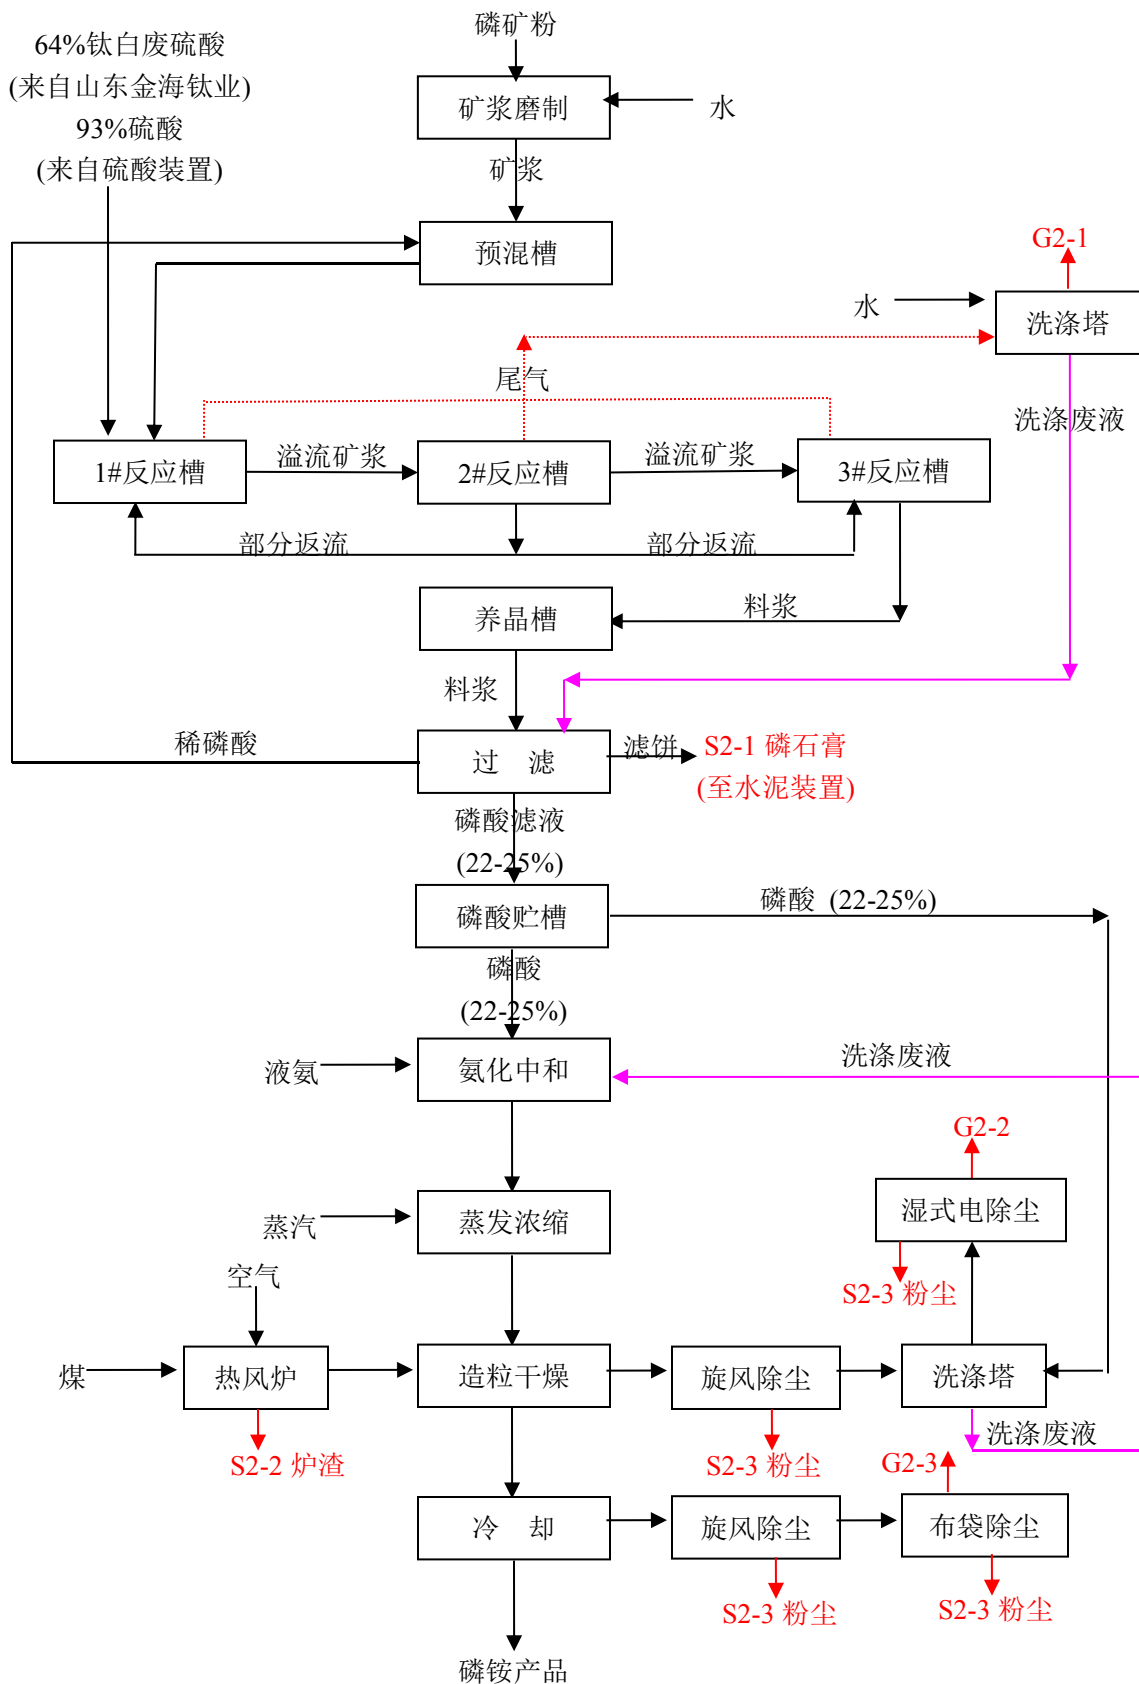 磷矿粉
64%钛白废硫酸
(来自山东金海钛业)
93%硫酸
(来自硫酸装置)
矿浆磨制
水
矿浆
预混槽
G2-1
水
洗涤塔
尾气
洗涤废液
1#反应槽
溢流矿浆
2#反应槽
溢流矿浆
3#反应槽
部分返流
部分返流
养晶槽
料浆
料浆
稀磷酸
过 滤
滤饼
S2-1 磷石膏
(至水泥装置)
磷酸滤液
(22-25%)
磷酸贮槽
磷酸 (22-25%)
磷酸
(22-25%)
液氨
氨化中和
洗涤废液
G2-2
蒸汽
蒸发浓缩
湿式电除尘
S2-3 粉尘
空气
煤
热风炉
造粒干燥
旋风除尘
洗涤塔
S2-2 炉渣
S2-3 粉尘
洗涤废液
G2-3
冷 却
旋风除尘
布袋除尘
S2-3 粉尘
S2-3 粉尘
磷铵产品